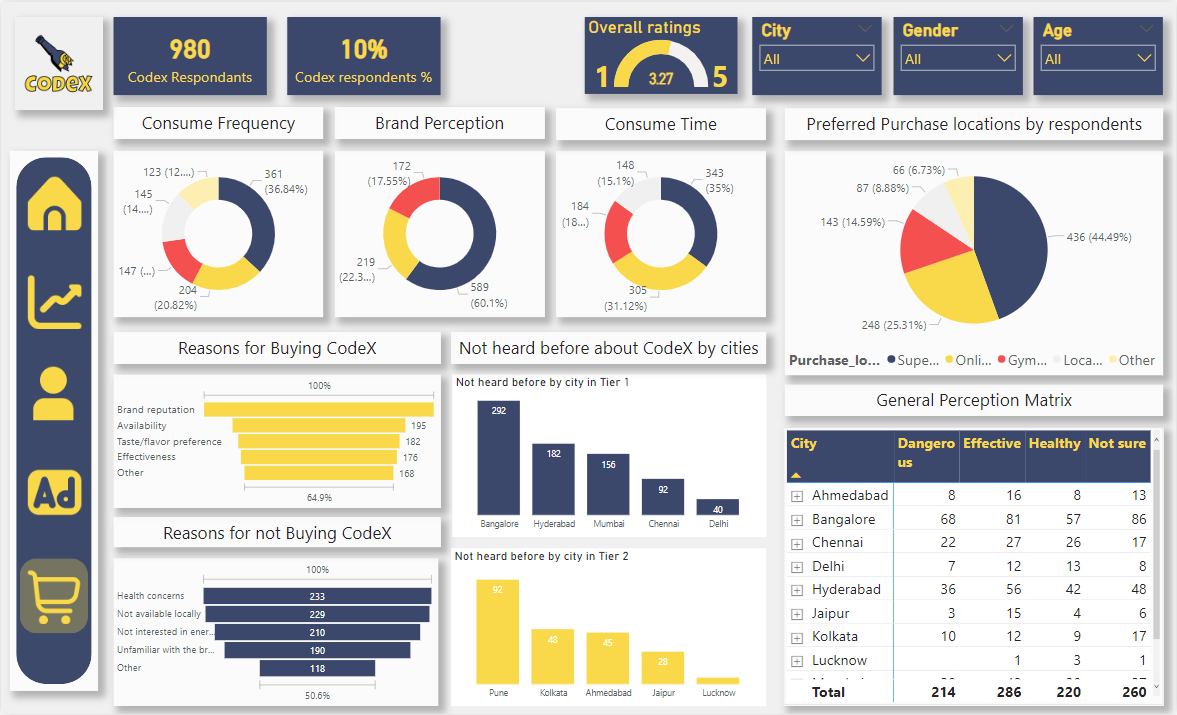 CODEX
980
Codex Respondants
10%
Codex respondents %
Overall ratings
1
3.27
5
City
All
Gender
All
Age
All
Consume Frequency
123 (12....)
361
(36.84%)
145
(14....)
147 (...)
204
(20.82%)
Brand Perception
172
(17.55%)
219
(22.3...)
589
(60.1%)
Consume Time
148
(15.1%)
343
(35%)
184
(18...)
305
(31.12%)
Preferred Purchase locations by respondents
66 (6.73%)
87 (8.88%)
143 (14.59%)
436 (44.49%)
248 (25.31%)
Purchase_lo... Supe... Onli... Gym... Loca... Other
Ad
Reasons for Buying CodeX
100%
Brand reputation
Availability 195
Taste/flavor preference 182
Effectiveness 176
Other 168
64.9%
Reasons for not Buying CodeX
100%
Health concerns 233
Not available locally 229
Not interested in ener... 210
Unfamiliar with the br... 190
Other 118
50.6%
Not heard before about CodeX by cities
Not heard before by city in Tier 1
292
182
156
92
40
Bangalore Hyderabad Mumbai Chennai Delhi
Not heard before by city in Tier 2
92
48
45
28
Pune Kolkata Ahmedabad Jaipur Lucknow
General Perception Matrix
City Dangero Effective Healthy Not sure
us
Ahmedabad 8 16 8 13
Bangalore 68 81 57 86
Chennai 22 27 26 17
Delhi 7 12 13 8
Hyderabad 36 56 42 48
Jaipur 3 15 4 6
Kolkata 10 12 9 17
Lucknow 1 3 1
Total 214 286 220 260